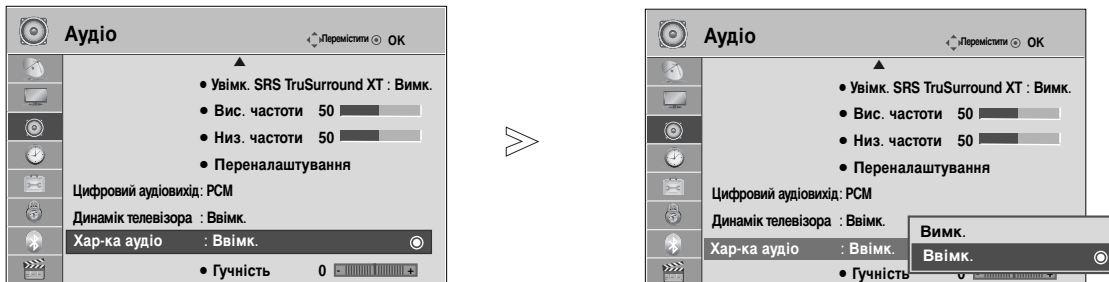 Аудіо
Перемістити OK
• Увімк. SRS TruSurround XT : Вимк.
• Вис. частоти 50
• Низ. частоти 50
• Переналаштування
Цифровий аудіовихід : PCM
Динамік телевізора : Ввімк.
Хар-ка аудіо : Ввімк.
• Гучність 0 - +
Аудіо
Перемістити OK
• Увімк. SRS TruSurround XT : Вимк.
• Вис. частоти 50
• Низ. частоти 50
• Переналаштування
Цифровий аудіовихід : PCM
Динамік телевізора : Ввімк.
Хар-ка аудіо : Ввімк.
Вимк.
Ввімк.
• Гучність 0 - +